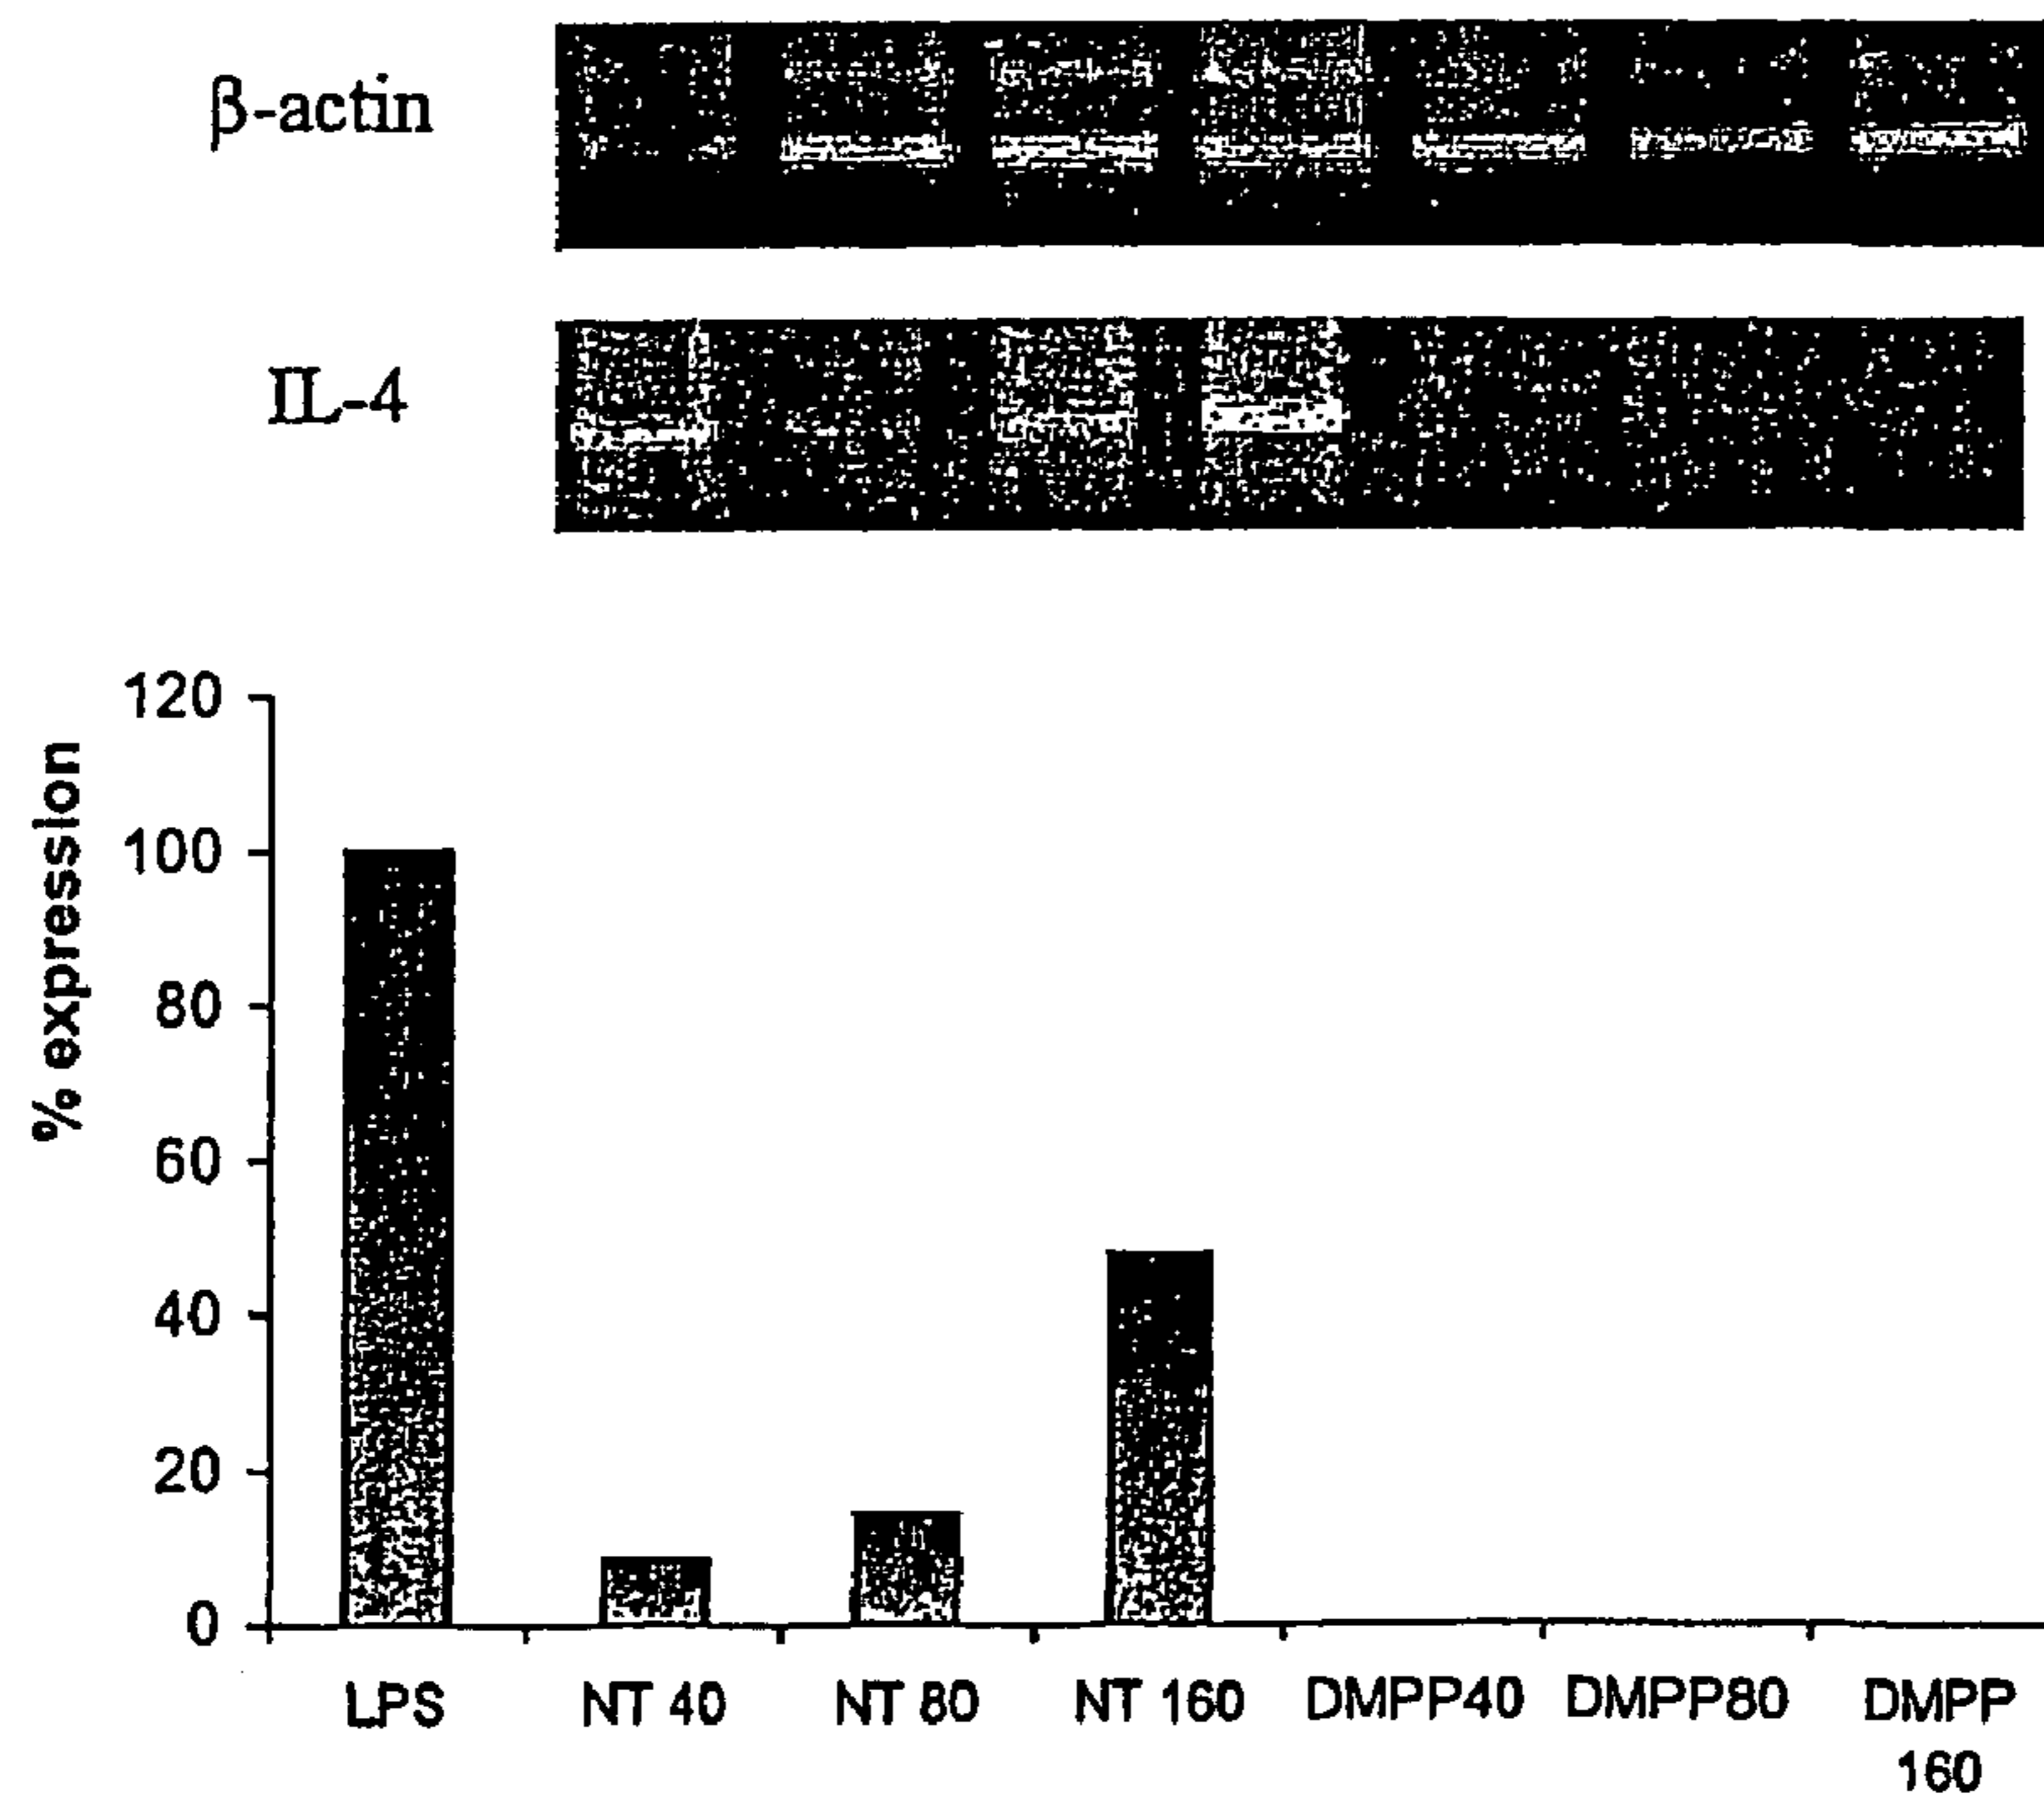 β-actin
IL-4
% expression
120
100
80
60
40
20
0
LPS NT 40 NT 80 NT 160 DMPP40 DMPP80 DMPP
160